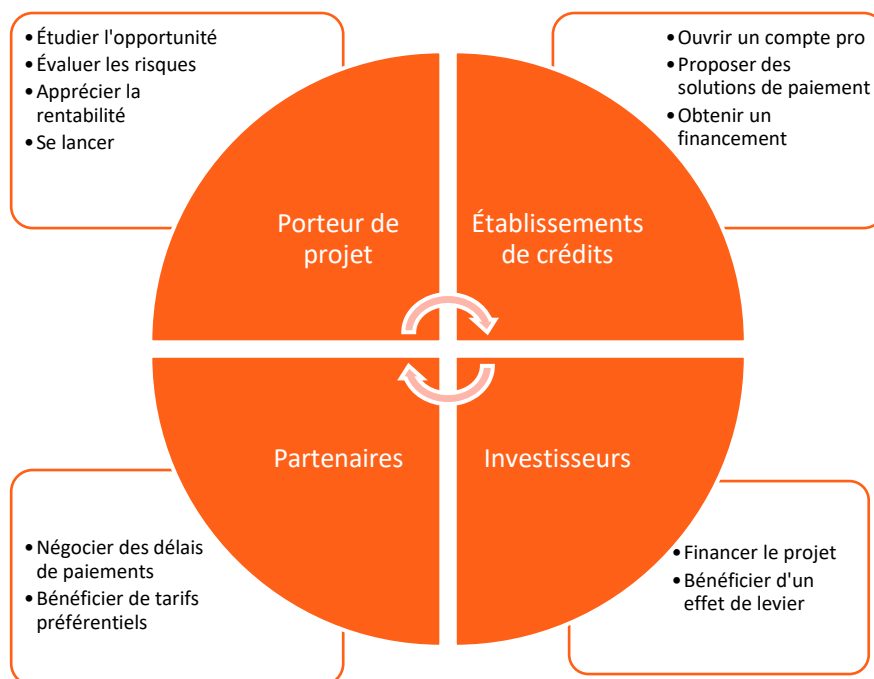 • Étudier l'opportunité
• Évaluer les risques
• Apprécier la
rentabilité
• Se lancer
• Ouvrir un compte pro
• Proposer des
solutions de paiement
• Obtenir un
financement
Porteur de
projet
Établissements
de crédits
Partenaires
Investisseurs
• Négocier des délais
de paiements
• Bénéficier de tarifs
préférentiels
• Financer le projet
• Bénéficier d'un
effet de levier